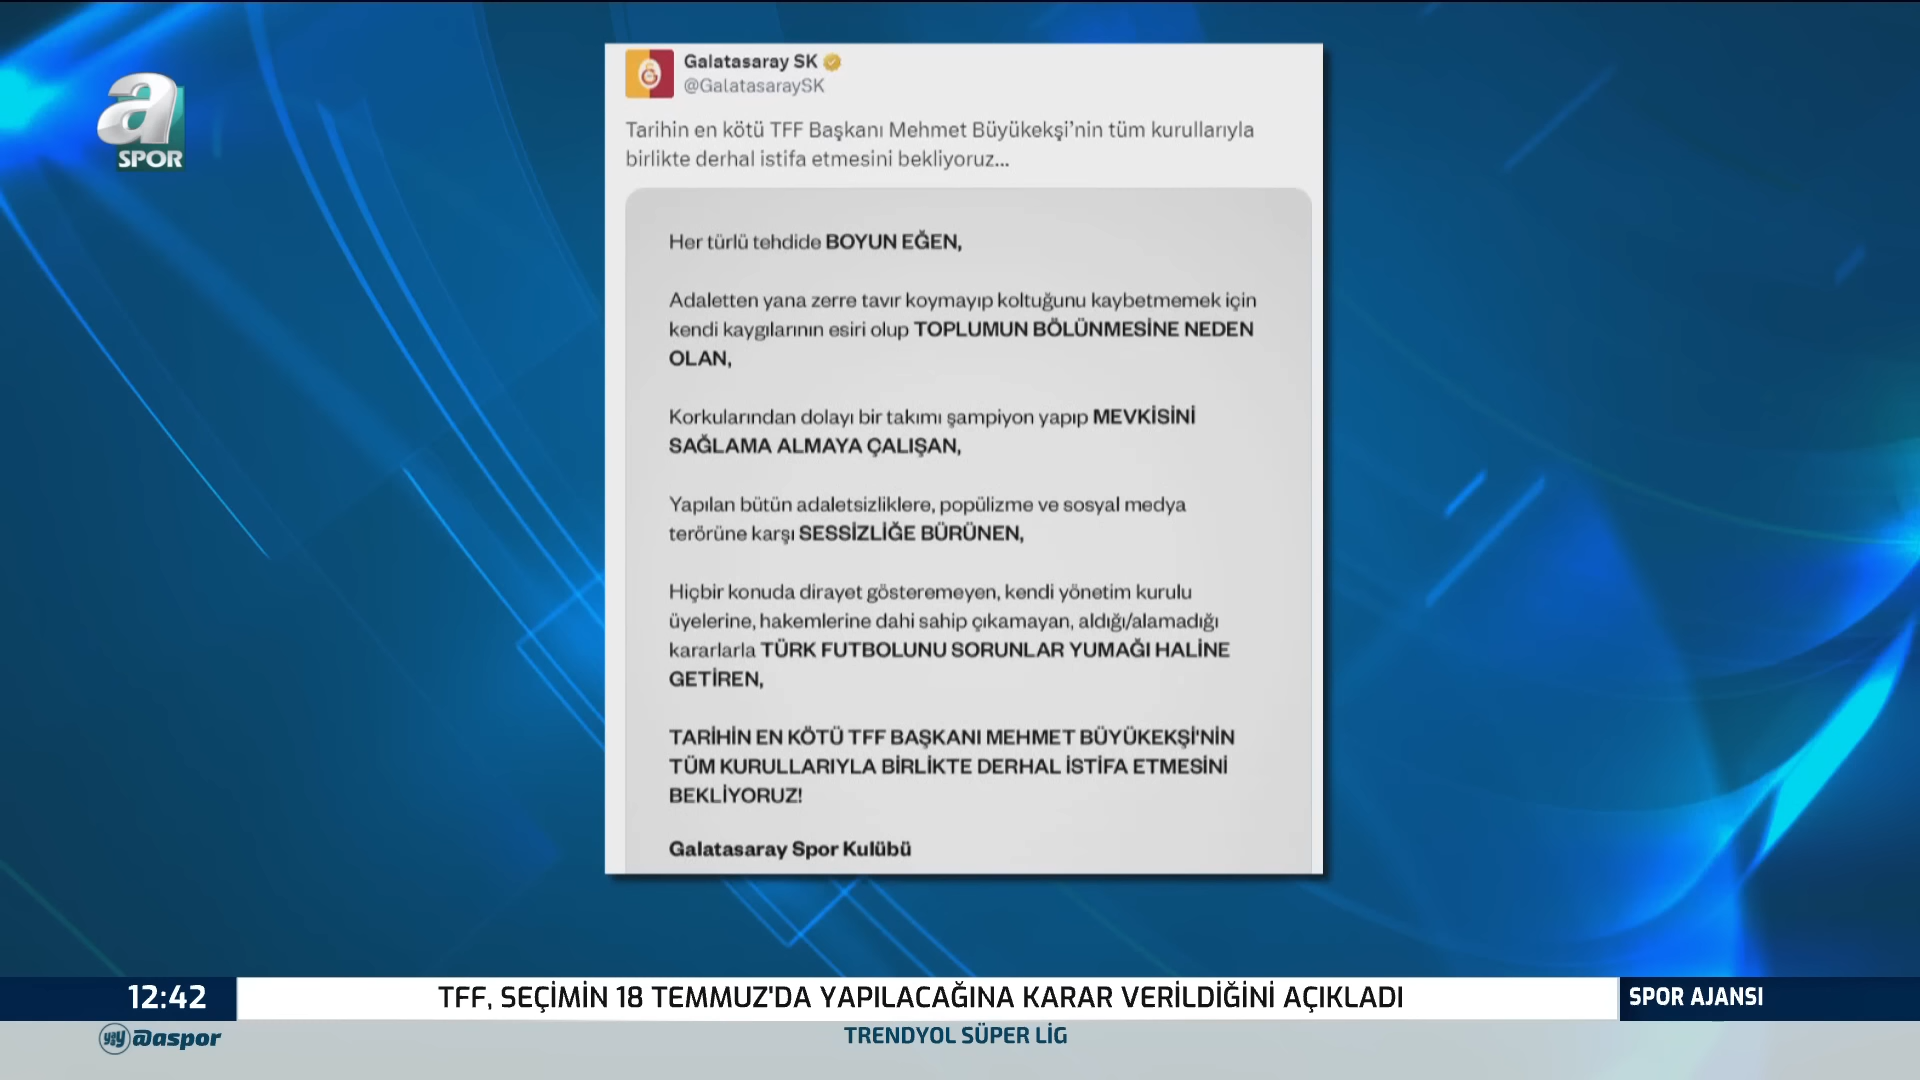 a
SPOR
Galatasaray SK
@GalatasaraySK
Tarihin en kötü TFF Başkanı Mehmet Büyükekşi’nin tüm kurullarıyla
birlikte derhal istifa etmesini bekliyoruz...
Her türlü tehdide BOYUN EĞEN,
Adaletten yana zerre tavır koymayıp koltuğunu kaybetmemek için
kendi kaygılarının esiri olup TOPLUMUN BÖLÜNMESİNE NEDEN
OLAN,
Korkularından dolayı bir takımı şampiyon yapıp MEVKİSİNİ
SAĞLAMA ALMAYA ÇALIŞAN,
Yapılan bütün adaletsizliklere, popülizme ve sosyal medya
terörüne karşı SESSİZLİĞE BÜRÜNEN,
Hiçbir konuda dirayet gösteremeyen, kendi yönetim kurulu
üyelerine, hakemlerine dahi sahip çıkamayan, aldığı/alamadığı
kararlarla TÜRK FUTBOLUNU SORUNLAR YUMAĞI HALİNE
GETİREN,
TARİHİN EN KÖTÜ TFF BAŞKANI MEHMET BÜYÜKEKŞİ'NİN
TÜM KURULLARIYLA BİRLİKTE DERHAL İSTİFA ETMESİNİ
BEKLİYORUZ!
Galatasaray Spor Kulübü
12:42
TFF, SEÇİMİN 18 TEMMUZ'DA YAPILACAĞINA KARAR VERİLDİĞİNİ AÇIKLADI
SPOR AJANSI
@aspor
TRENDYOL SÜPER LİG